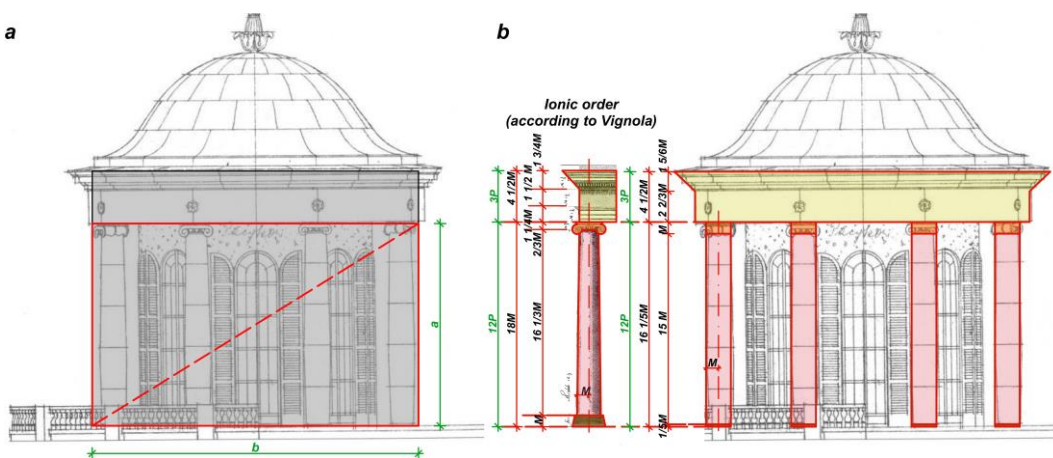 a
b
a
b
Ionic order
(according to Vignola)
3P
12P
4 1/2M
18M
1 3/4M
1 1/2 M
1 1/4M
2/3M
16 1/3M
M
M
3P
12P
4 1/2M
16 1/5M
1 5/6M
2 2/3M
M
15 M
1/5M
M